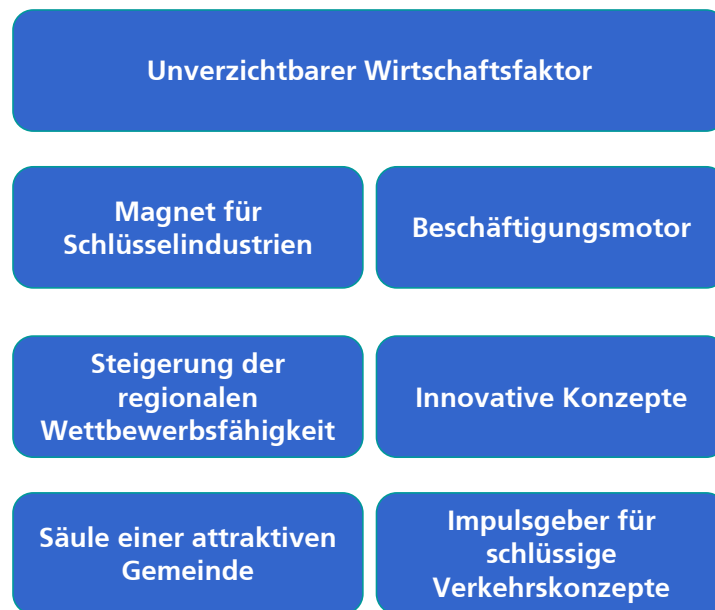 Unverzichtbarer Wirtschaftsfaktor
Magnet für
Schlüsselindustrien
Beschäftigungsmotor
Steigerung der
regionalen
Wettbewerbsfähigkeit
Innovative Konzepte
Säule einer attraktiven
Gemeinde
Impulsgeber für
schlüssige
Verkehrskonzepte